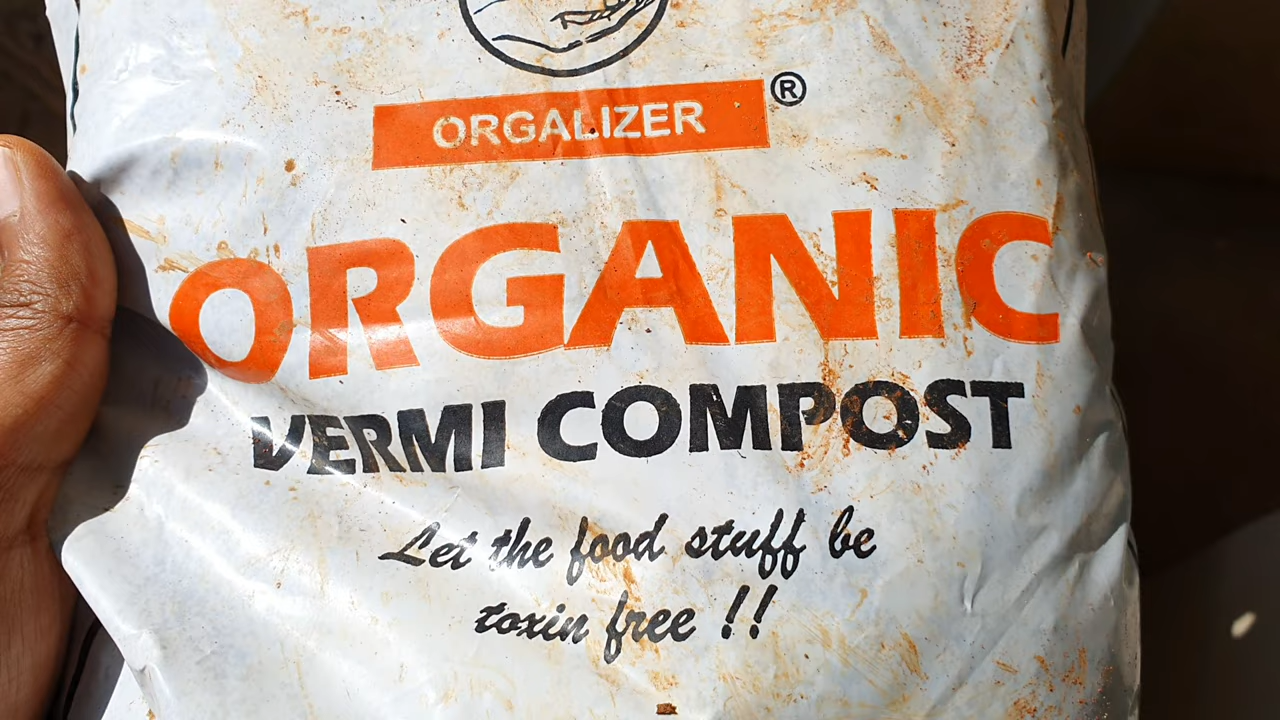 ORGALIZER ®
ORGANIC
VERMI COMPOST
Let the food stuff be
toxin free !!